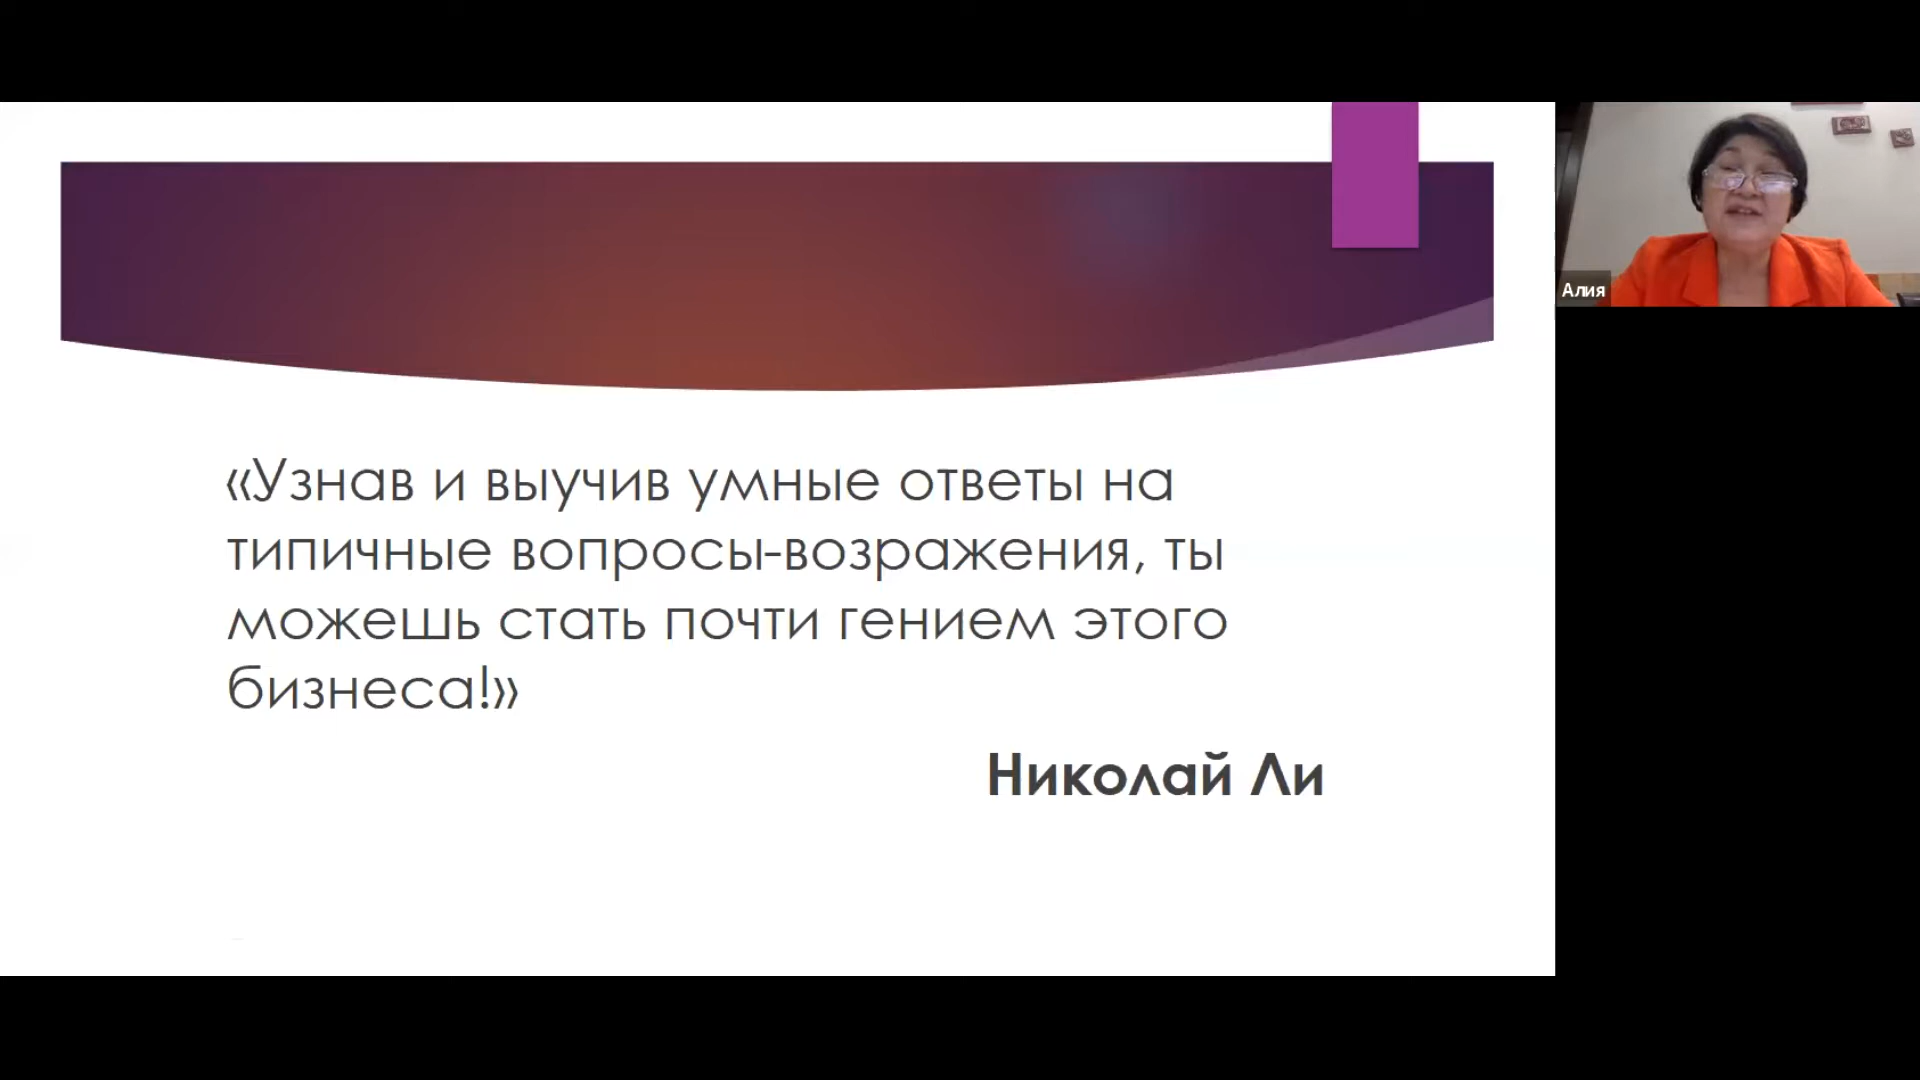 «Узнав и выучив умные ответы на
типичные вопросы-возражения, ты
можешь стать почти гением этого
бизнеса!»
Николай Ли
Алия